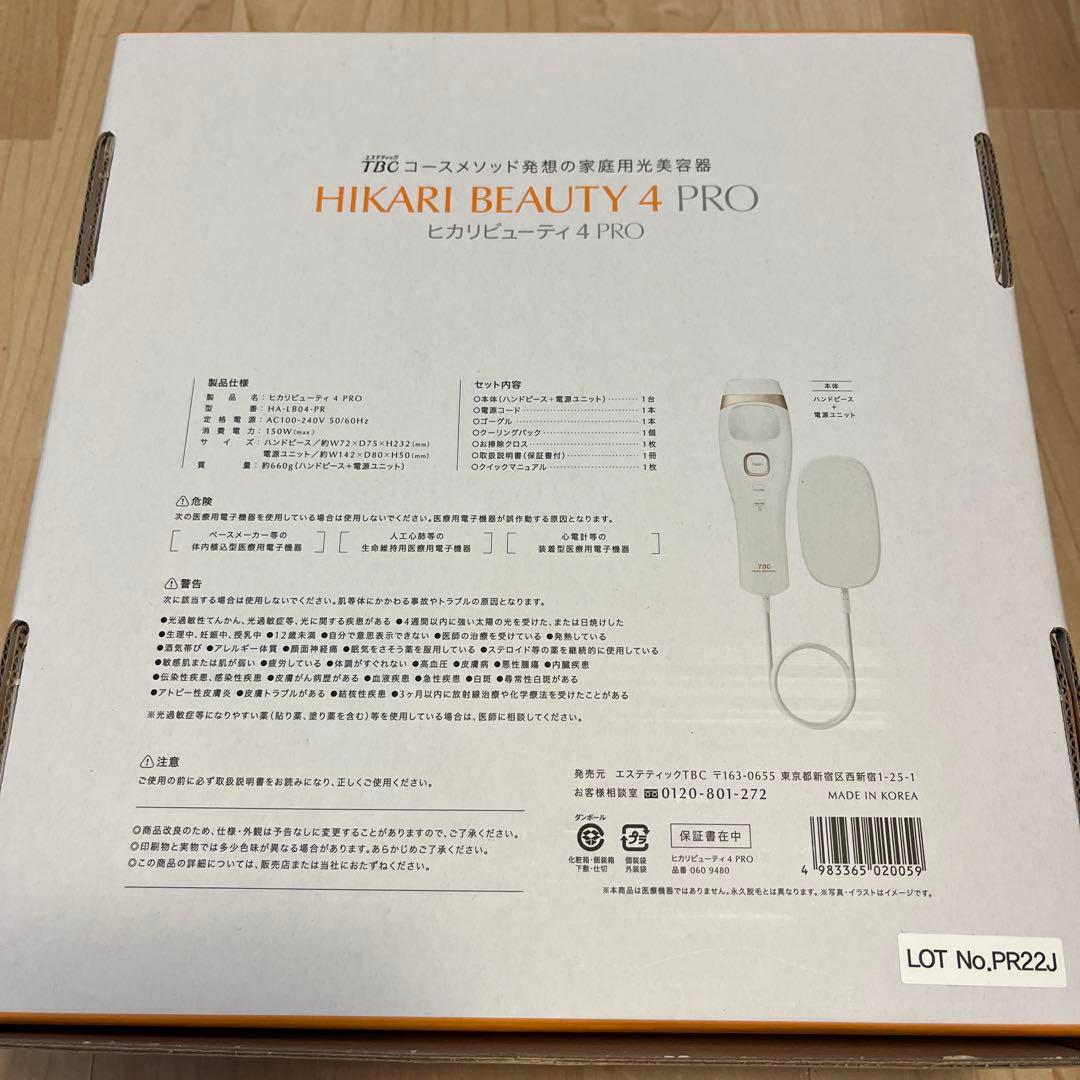 エステティック
TBC コースメソッド発想の家庭用光美容器
HIKARI BEAUTY 4 PRO
ヒカリビューティ 4 PRO
製品仕様
製品名：ヒカリビューティ 4 PRO
型番：HA-LB04-PR
定格電源：AC100-240V 50/60Hz
消費電力：150W(max.)
サイズ：ハンドピース／約W72×D75×H232(mm)
電源ユニット／約W142×D80×H50(mm)
質量：約660g(ハンドピース＋電源ユニット)
セット内容
○本体(ハンドピース＋電源ユニット)………1台
○電源コード………1本
○ゴーグル………1本
○クーリングパック………1個
○お掃除クロス………1枚
○取扱説明書(保証書付)………1冊
○クイックマニュアル………1枚
本体
ハンドピース
＋
電源ユニット
TBC
⚠危険
次の医療用電子機器を使用している場合は使用しないでください。医療用電子機器が誤作動する原因となります。
ペースメーカー等の
体内植込型医療用電子機器
人工心肺等の
生命維持用医療用電子機器
心電計等の
装着型医療用電子機器
⚠警告
次に該当する場合は使用しないでください。肌等体にかかわる事故やトラブルの原因となります。
●光過敏性てんかん、光過敏症等、光に関する疾患がある ●4週間以内に強い太陽の光を受けた、または日焼けした
●生理中、妊娠中、授乳中 ●12歳未満 ●自分で意思表示できない ●医師の治療を受けている ●発熱している
●酒気帯び ●アレルギー体質 ●顔面神経痛 ●眠気をさそう薬を服用している ●ステロイド等の薬を継続的に使用している
●敏感肌または肌が弱い ●疲労している ●体調がすぐれない ●高血圧 ●皮膚病 ●悪性腫瘍 ●内臓疾患
●伝染性疾患、感染性疾患 ●皮膚がん病歴がある ●血液疾患 ●急性疾患 ●白斑 ●尋常性白斑がある
●アトピー性皮膚炎 ●皮膚トラブルがある ●結核性疾患 ●3ヶ月以内に放射線治療や化学療法を受けたことがある
※光過敏症等になりやすい薬(貼り薬、塗り薬を含む)等を使用している場合は、医師に相談してください。
⚠注意
ご使用の前に必ず取扱説明書をお読みになり、正しくご使用ください。
◎商品改良のため、仕様・外観は予告なしに変更することがありますので、ご了承ください。
◎印刷物と実物では多少色味が異なる場合があります。あらかじめご了承ください。
◎この商品の詳細については、販売店または当社におたずねください。
発売元 エステティックTBC 〒163-0655 東京都新宿区西新宿1-25-1
お客様相談室 0120-801-272 MADE IN KOREA
ダンボール
化粧箱・個装箱
下敷・仕切
プラ
個装袋
外装袋
保証書在中
ヒカリビューティ 4 PRO
品番 060 9480
4 983365 020059
※本商品は医療機器ではありません。永久脱毛とは異なります。※写真・イラストはイメージです。
LOT No.PR22J